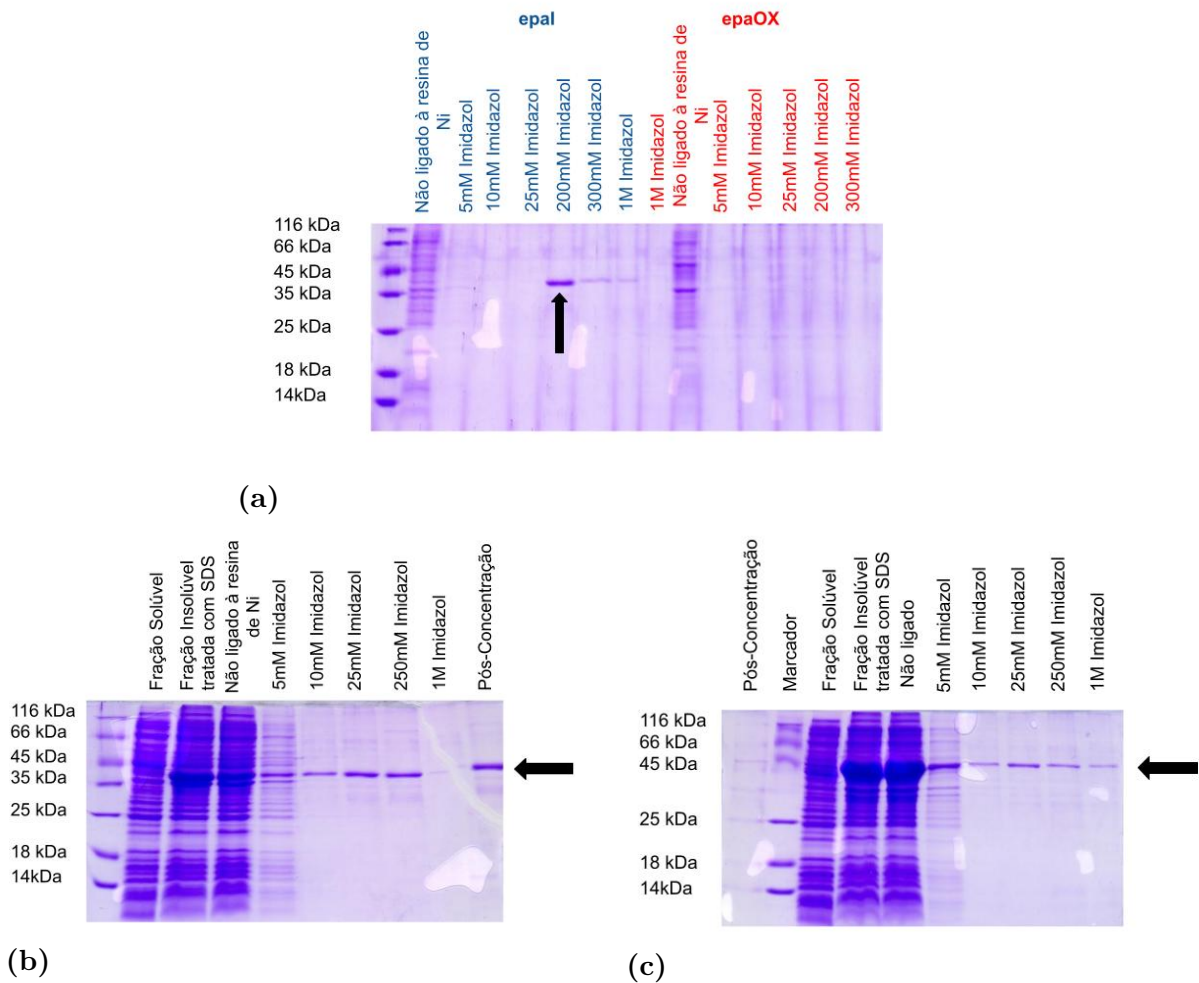 epaI
epaOX
Não ligado à resina de
Ni
5mM Imidazol
10mM Imidazol
25mM Imidazol
200mM Imidazol
300mM Imidazol
1M Imidazol
1M Imidazol
Não ligado à resina de
Ni
5mM Imidazol
10mM Imidazol
25mM Imidazol
200mM Imidazol
300mM Imidazol
116 kDa
66 kDa
45 kDa
35 kDa
25 kDa
18 kDa
14kDa
(a)
Fração Solúvel
Fração Insolúvel
tratada com SDS
Não ligado à resina
de Ni
5mM Imidazol
10mM Imidazol
25mM Imidazol
250mM Imidazol
1M Imidazol
Pós-Concentração
116 kDa
66 kDa
45 kDa
35 kDa
25 kDa
18 kDa
14kDa
(b)
Pós-Concentração
Marcador
Fração Solúvel
Fração Insolúvel
tratada com SDS
Não ligado
5mM Imidazol
10mM Imidazol
25mM Imidazol
250mM Imidazol
1M Imidazol
116 kDa
66 kDa
45 kDa
25 kDa
18 kDa
14kDa
(c)